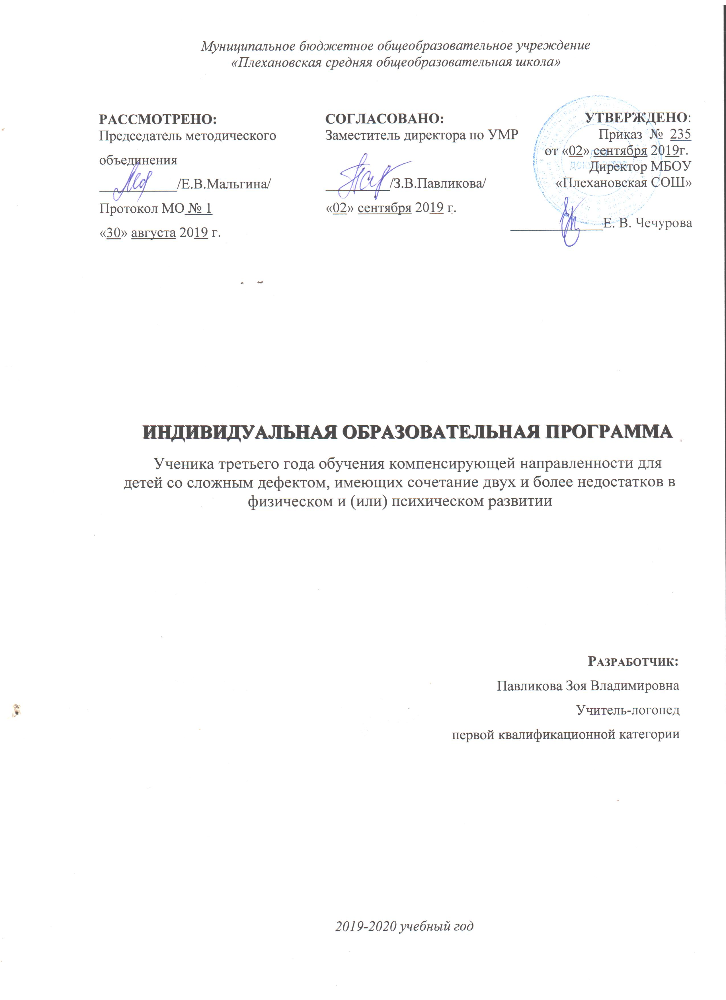 Муниципальное бюджетное общеобразовательное учреждение
«Плехановская средняя общеобразовательная школа»
РАССМОТРЕНО:
Председатель методического
объединения
____________/Е.В.Мальгина/
Протокол МО № 1
«30» августа 2019 г.
СОГЛАСОВАНО:
Заместитель директора по УМР
__________/З.В.Павликова/
«02» сентября 2019 г.
УТВЕРЖДЕНО:
Приказ № 235
от «02» сентября 2019г.
Директор МБОУ
«Плехановская СОШ»
______________Е. В. Чечурова
ИНДИВИДУАЛЬНАЯ ОБРАЗОВАТЕЛЬНАЯ ПРОГРАММА
Ученика третьего года обучения компенсирующей направленности для
детей со сложным дефектом, имеющих сочетание двух и более недостатков в
физическом и (или) психическом развитии
РАЗРАБОТЧИК:
Павликова Зоя Владимировна
Учитель-логопед
первой квалификационной категории
2019-2020 учебный год